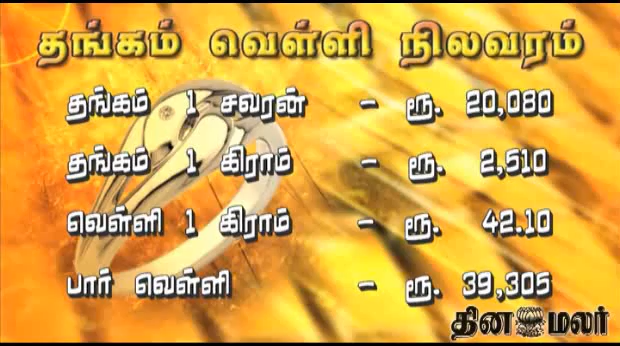 தங்கம் வெள்ளி நிலவரம்
தங்கம் 1 சவரன் - ரூ. 20,080
தங்கம் 1 கிராம் - ரூ. 2,510
வெள்ளி 1 கிராம் - ரூ. 42.10
பார் வெள்ளி - ரூ. 39,305
தினமலர்